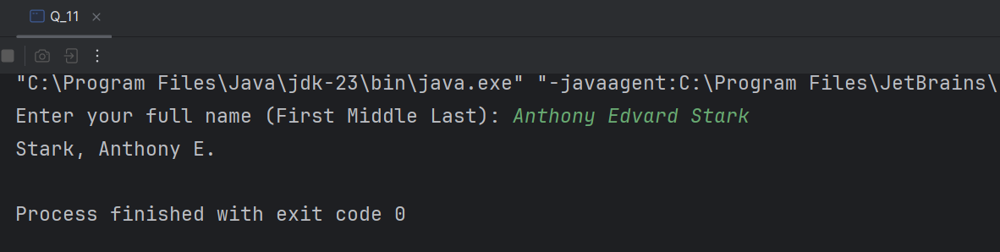 Q_11
"C:\Program Files\Java\jdk-23\bin\java.exe" "-javaagent:C:\Program Files\JetBrains\
Enter your full name (First Middle Last): Anthony Edvard Stark
Stark, Anthony E.
Process finished with exit code 0